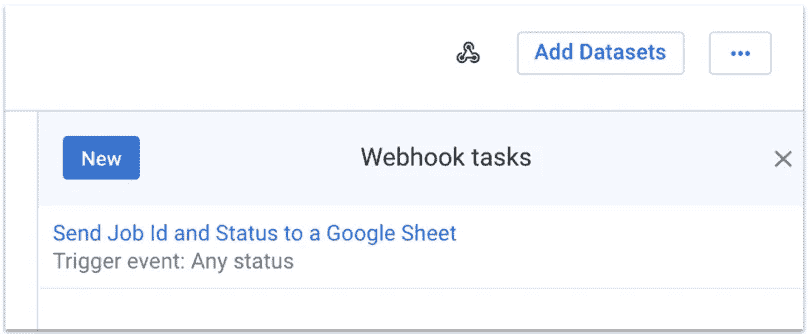 Add Datasets
New
Webhook tasks
Send Job Id and Status to a Google Sheet
Trigger event: Any status